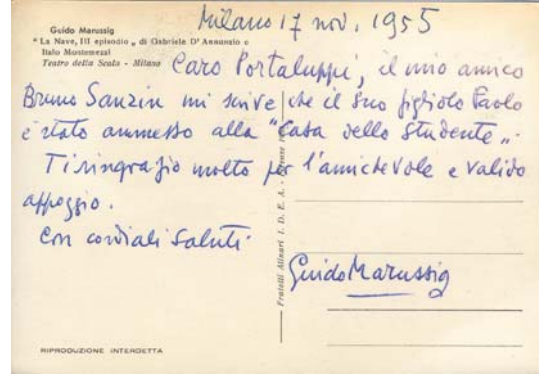 Milano 17 nov. 1955
Guido Marussig
"La Nave, III episodio„ di Gabriele D'Annunzio e
Italo Montemezzi
Teatro della Scala - Milano
Caro Portaluppi, il mio amico
Bruno Sanzin mi scrive che il suo figliolo Paolo
è stato ammesso alla "Casa dello Studente„.
Ti ringrazio molto per l'amichevole e valido
appoggio.
Con cordiali saluti
Guido Marussig
Fratelli Alinari I. D. E. A. - Firenze
RIPRODUZIONE INTERDETTA